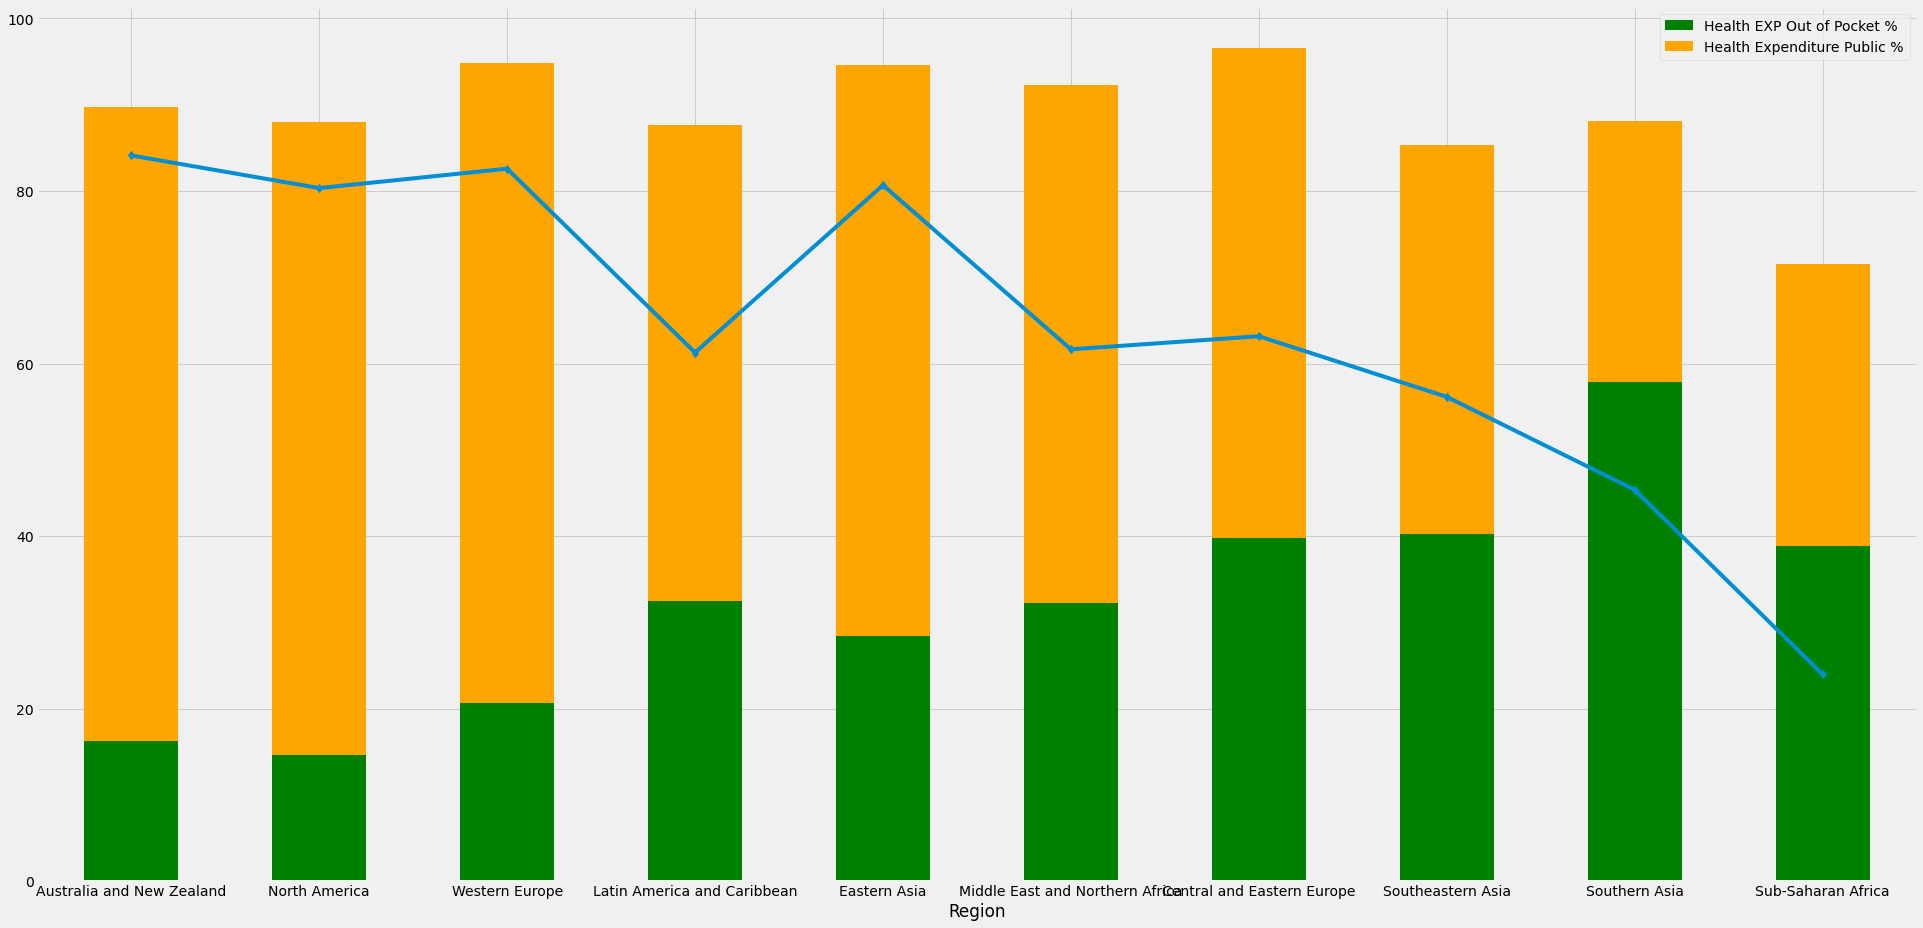 100
80
60
40
20
0
Health EXP Out of Pocket %
Health Expenditure Public %
Australia and New Zealand
North America
Western Europe
Latin America and Caribbean
Eastern Asia
Middle East and Northern Africa
Central and Eastern Europe
Southeastern Asia
Southern Asia
Sub-Saharan Africa
Region